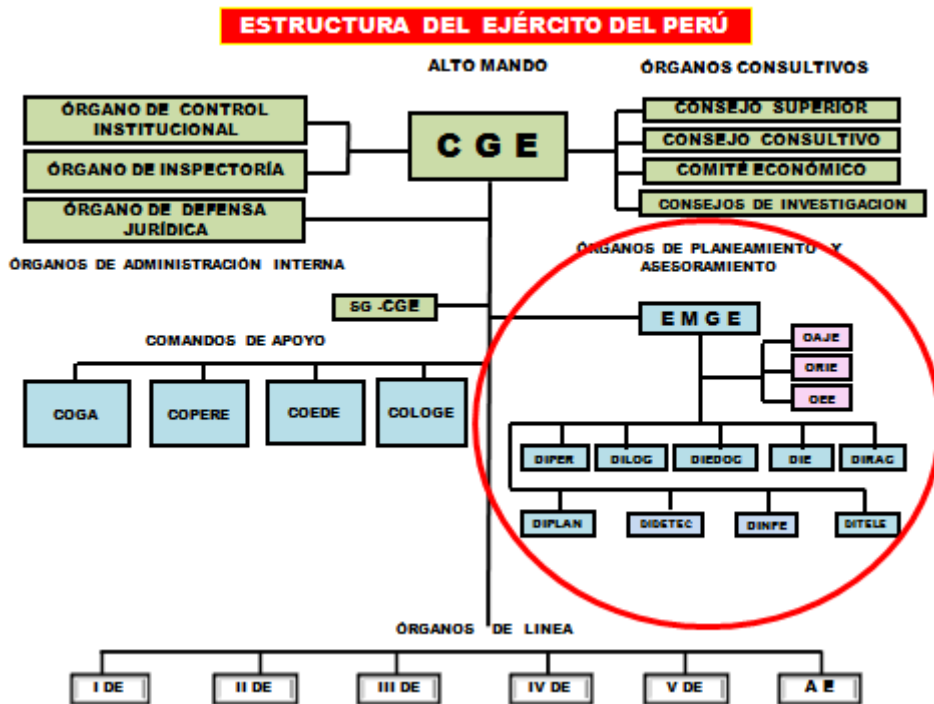 ESTRUCTURA DEL EJÉRCITO DEL PERÚ
ALTO MANDO
ÓRGANOS CONSULTIVOS
ÓRGANO DE CONTROL
INSTITUCIONAL
ÓRGANO DE INSPECTORÍA
ÓRGANO DE DEFENSA
JURÍDICA
C G E
CONSEJO SUPERIOR
CONSEJO CONSULTIVO
COMITÉ ECONÓMICO
CONSEJOS DE INVESTIGACION
ÓRGANOS DE ADMINISTRACIÓN INTERNA
SG -CGE
ÓRGANOS DE PLANEAMIENTO Y
ASESORAMIENTO
E M G E
OAJE
ORIE
OEE
COMANDOS DE APOYO
COGA
COPERE
COEDE
COLOGE
DIPER
DILOG
DIEDOC
DIE
DIRAC
DIPLAN
DIDETEC
DINFE
DITELE
ÓRGANOS DE LINEA
I DE
II DE
III DE
IV DE
V DE
A E